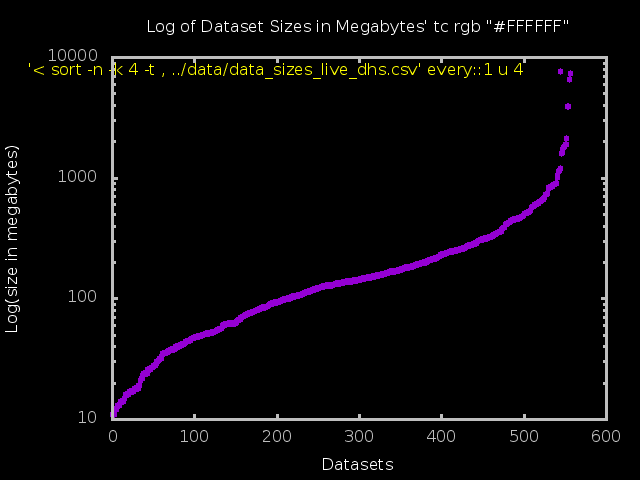 Log of Dataset Sizes in Megabytes' tc rgb "#FFFFFF"
10000
'< sort -n -k 4 -t , ../data/data_sizes_live_dhs.csv' every::1 u 4
1000
100
10
Log(size in megabytes)
0 100 200 300 400 500 600
Datasets